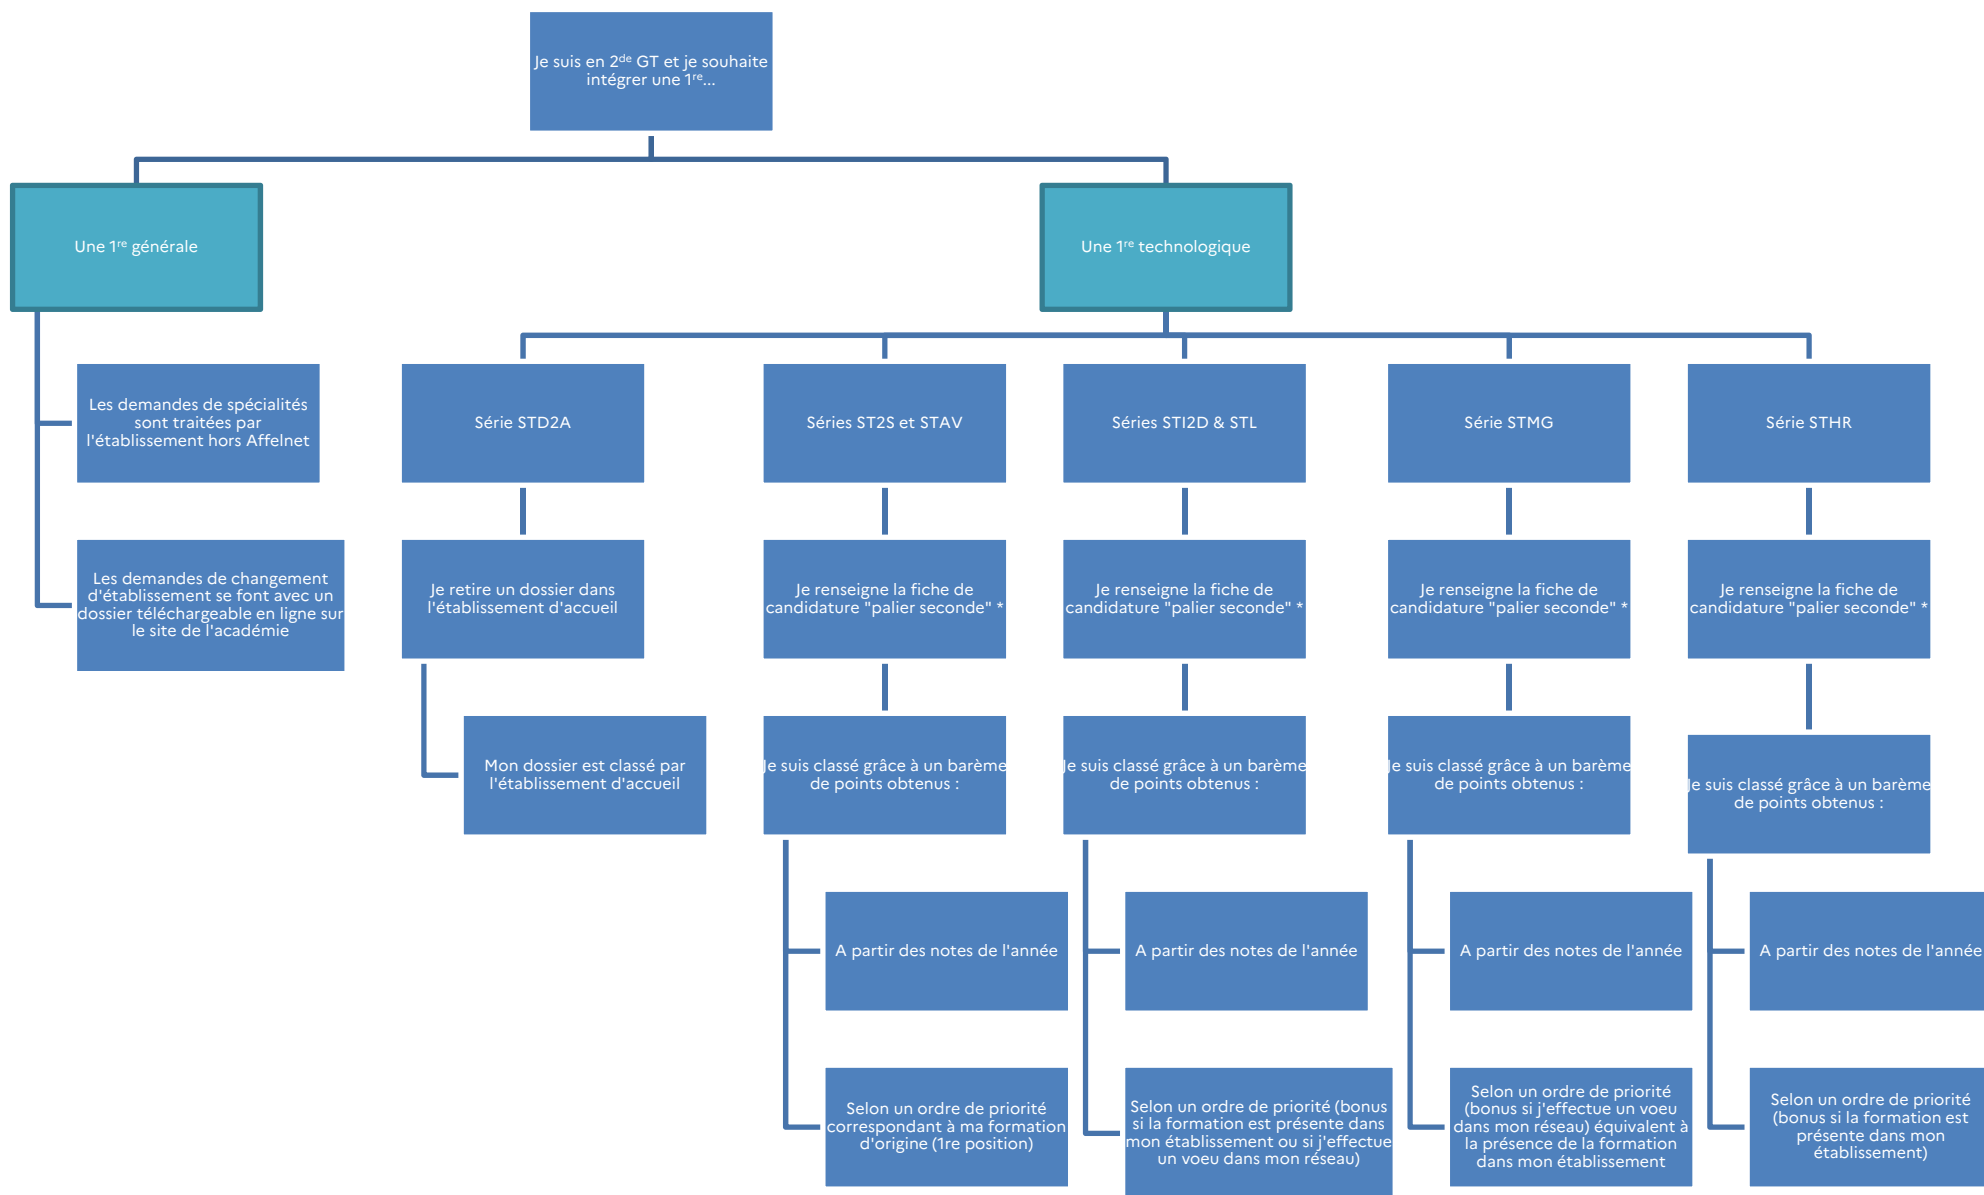 Je suis en 2de GT et je souhaite
intégrer une 1re...
Une 1re générale
Une 1re technologique
Les demandes de spécialités
sont traitées par
l'établissement hors Affelnet
Les demandes de changement
d'établissement se font avec un
dossier téléchargeable en ligne sur
le site de l'académie
Série STD2A
Je retire un dossier dans
l'établissement d'accueil
Mon dossier est classé par
l'établissement d'accueil
Séries ST2S et STAV
Je renseigne la fiche de
candidature "palier seconde" *
Je suis classé grâce à un barème
de points obtenus :
A partir des notes de l'année
Selon un ordre de priorité
correspondant à ma formation
d'origine (1re position)
Séries STI2D & STL
Je renseigne la fiche de
candidature "palier seconde" *
Je suis classé grâce à un barème
de points obtenus :
A partir des notes de l'année
Selon un ordre de priorité (bonus
si la formation est présente dans
mon établissement ou si j'effectue
un voeu dans mon réseau)
Série STMG
Je renseigne la fiche de
candidature "palier seconde" *
Je suis classé grâce à un barème
de points obtenus :
A partir des notes de l'année
Selon un ordre de priorité
(bonus si j'effectue un voeu
dans mon réseau) équivalent à
la présence de la formation
dans mon établissement
Série STHR
Je renseigne la fiche de
candidature "palier seconde" *
Je suis classé grâce à un barème
de points obtenus :
A partir des notes de l'année
Selon un ordre de priorité
(bonus si la formation est
présente dans mon
établissement)